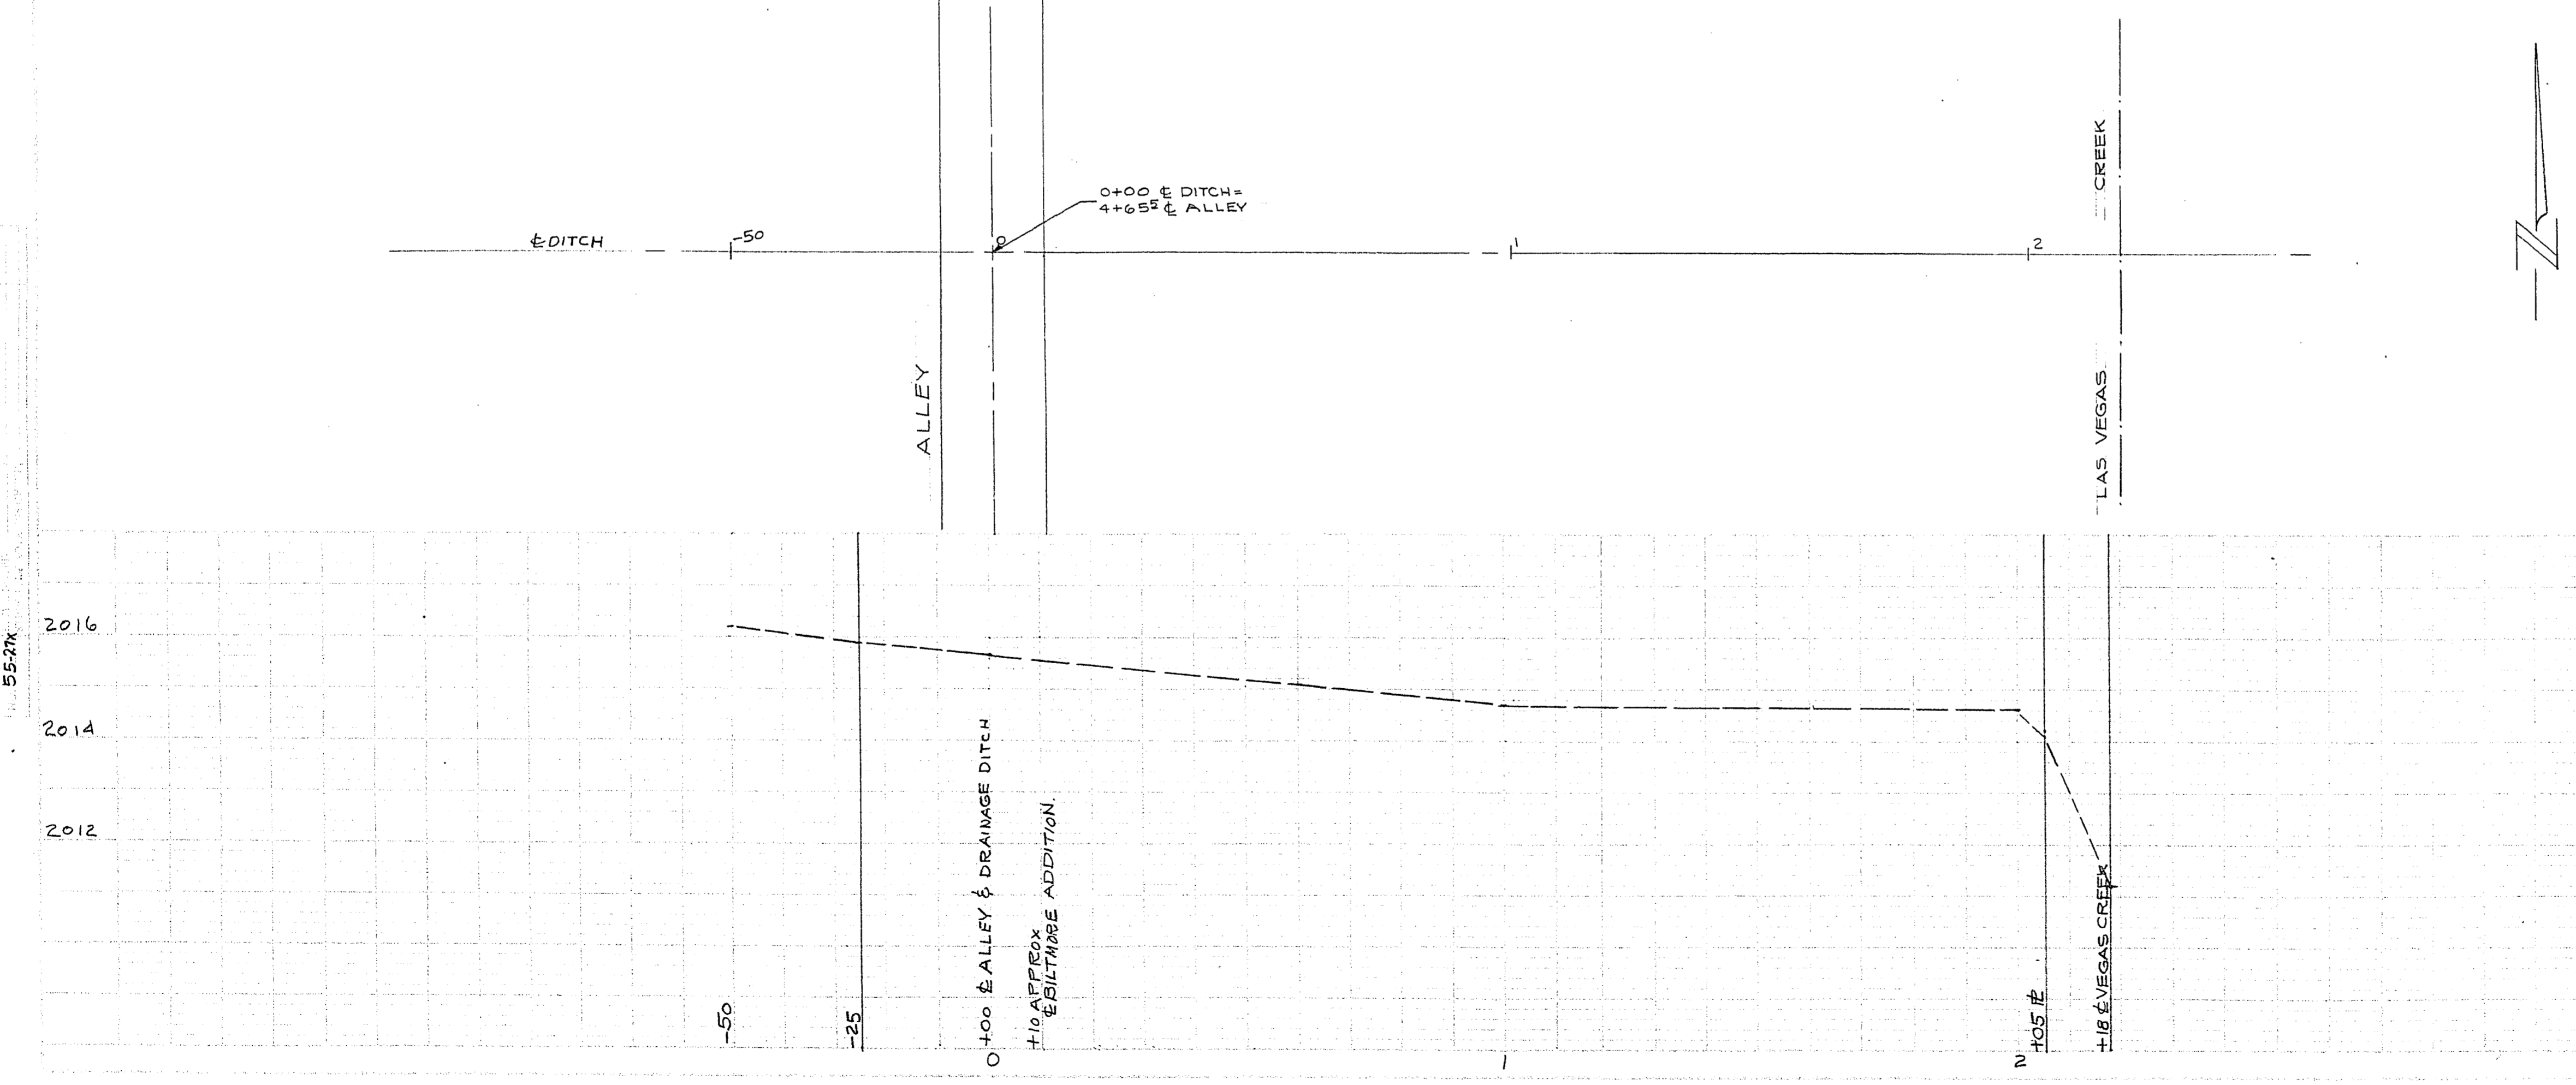 0+00 ℄ DITCH=
4+65⁵ ℄ ALLEY
℄ DITCH
-50
0
1
2
ALLEY
LAS VEGAS CREEK
N
2016
2014
2012
55-27X
-50
-25
+00 ℄ ALLEY & DRAINAGE DITCH
+10 APPROX
℄ BILTMORE ADDITION.
+05 ⅊
+18 ℄ VEGAS CREEK
0
1
2